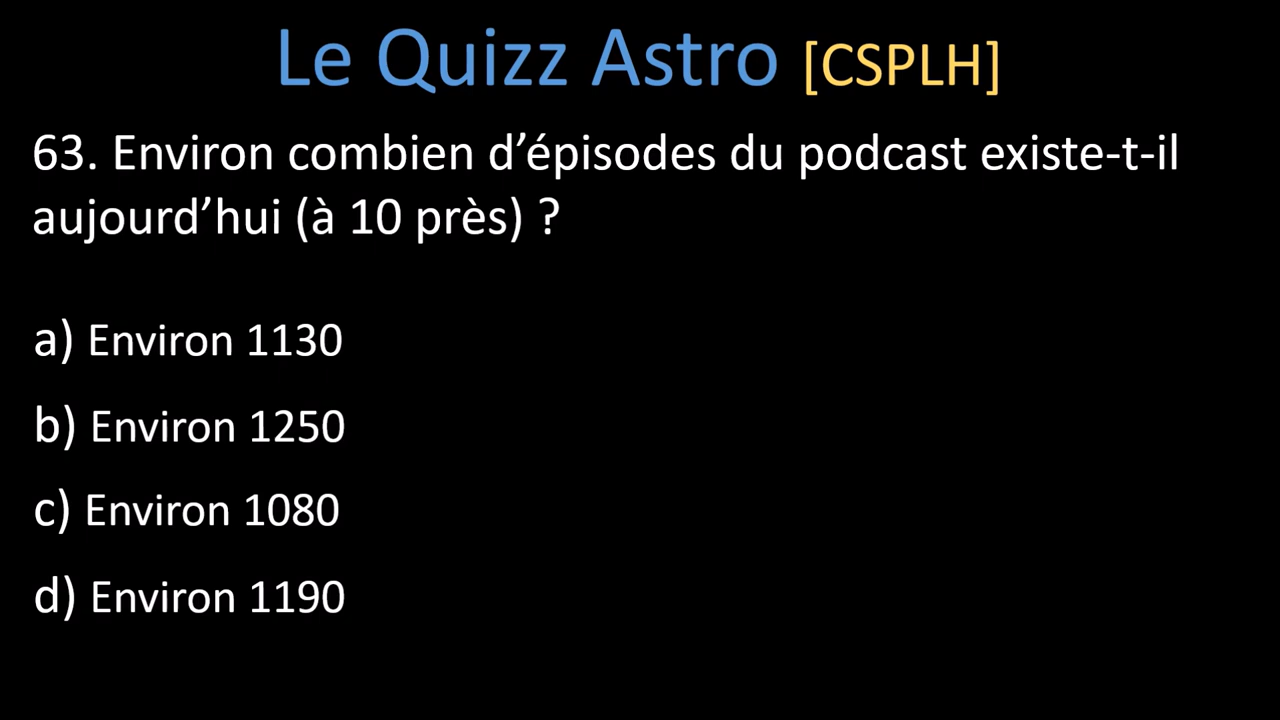 Le Quizz Astro [CSPLH]
63. Environ combien d’épisodes du podcast existe-t-il
aujourd’hui (à 10 près) ?
a) Environ 1130
b) Environ 1250
c) Environ 1080
d) Environ 1190